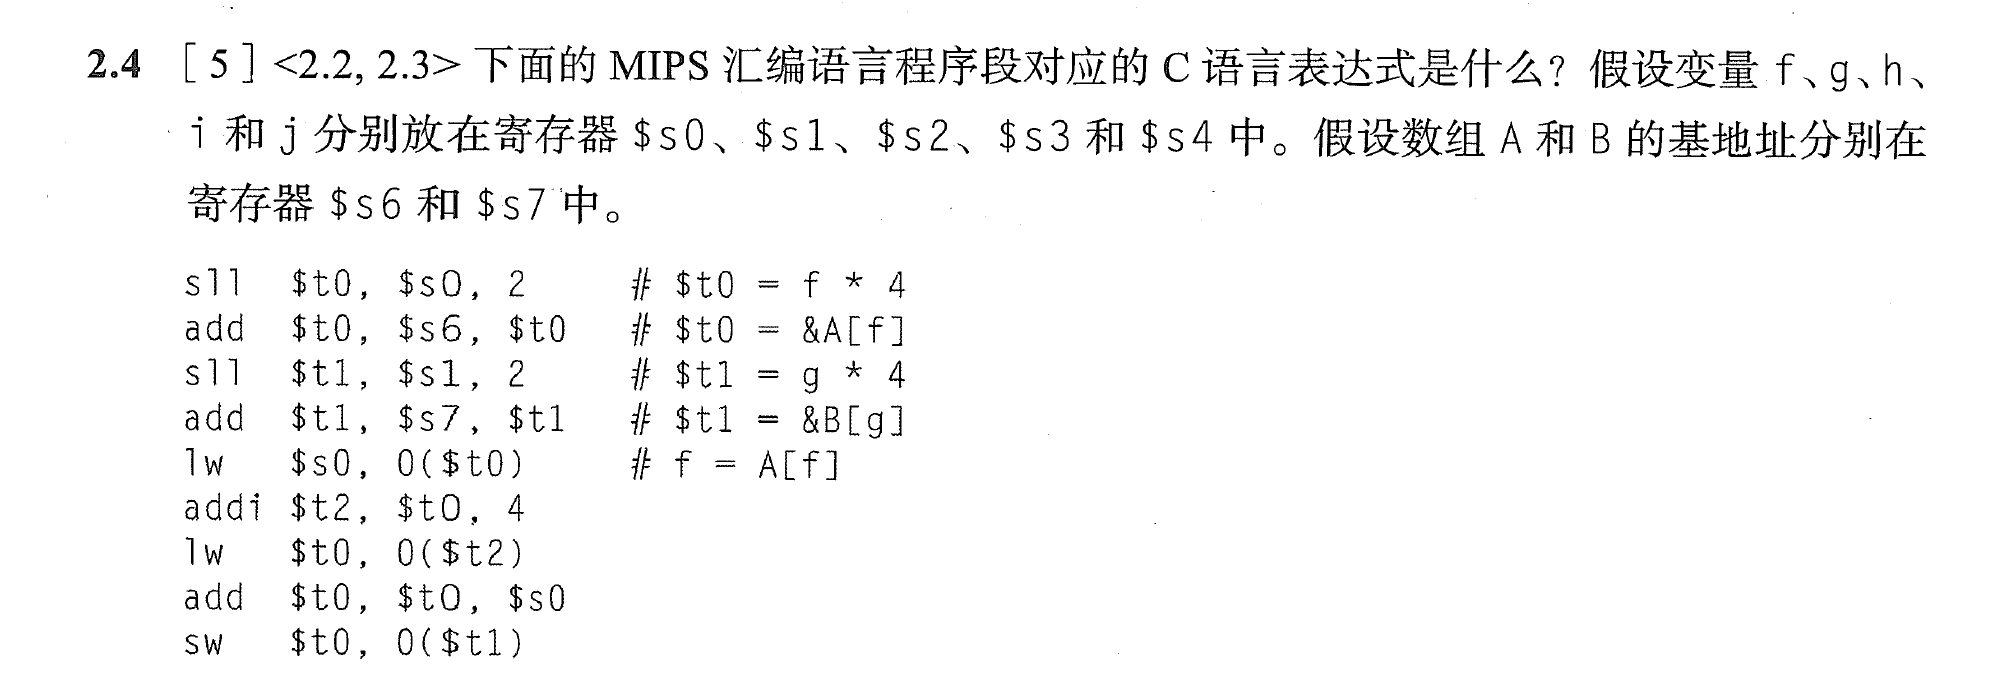 2.4 [5] <2.2, 2.3> 下面的 MIPS 汇编语言程序段对应的 C 语言表达式是什么？假设变量 f、g、h、
i 和 j 分别放在寄存器 $s0、$s1、$s2、$s3 和 $s4 中。假设数组 A 和 B 的基地址分别在
寄存器 $s6 和 $s7 中。
sll $t0, $s0, 2 # $t0 = f * 4
add $t0, $s6, $t0 # $t0 = &A[f]
sll $t1, $s1, 2 # $t1 = g * 4
add $t1, $s7, $t1 # $t1 = &B[g]
lw $s0, 0($t0) # f = A[f]
addi $t2, $t0, 4
lw $t0, 0($t2)
add $t0, $t0, $s0
sw $t0, 0($t1)